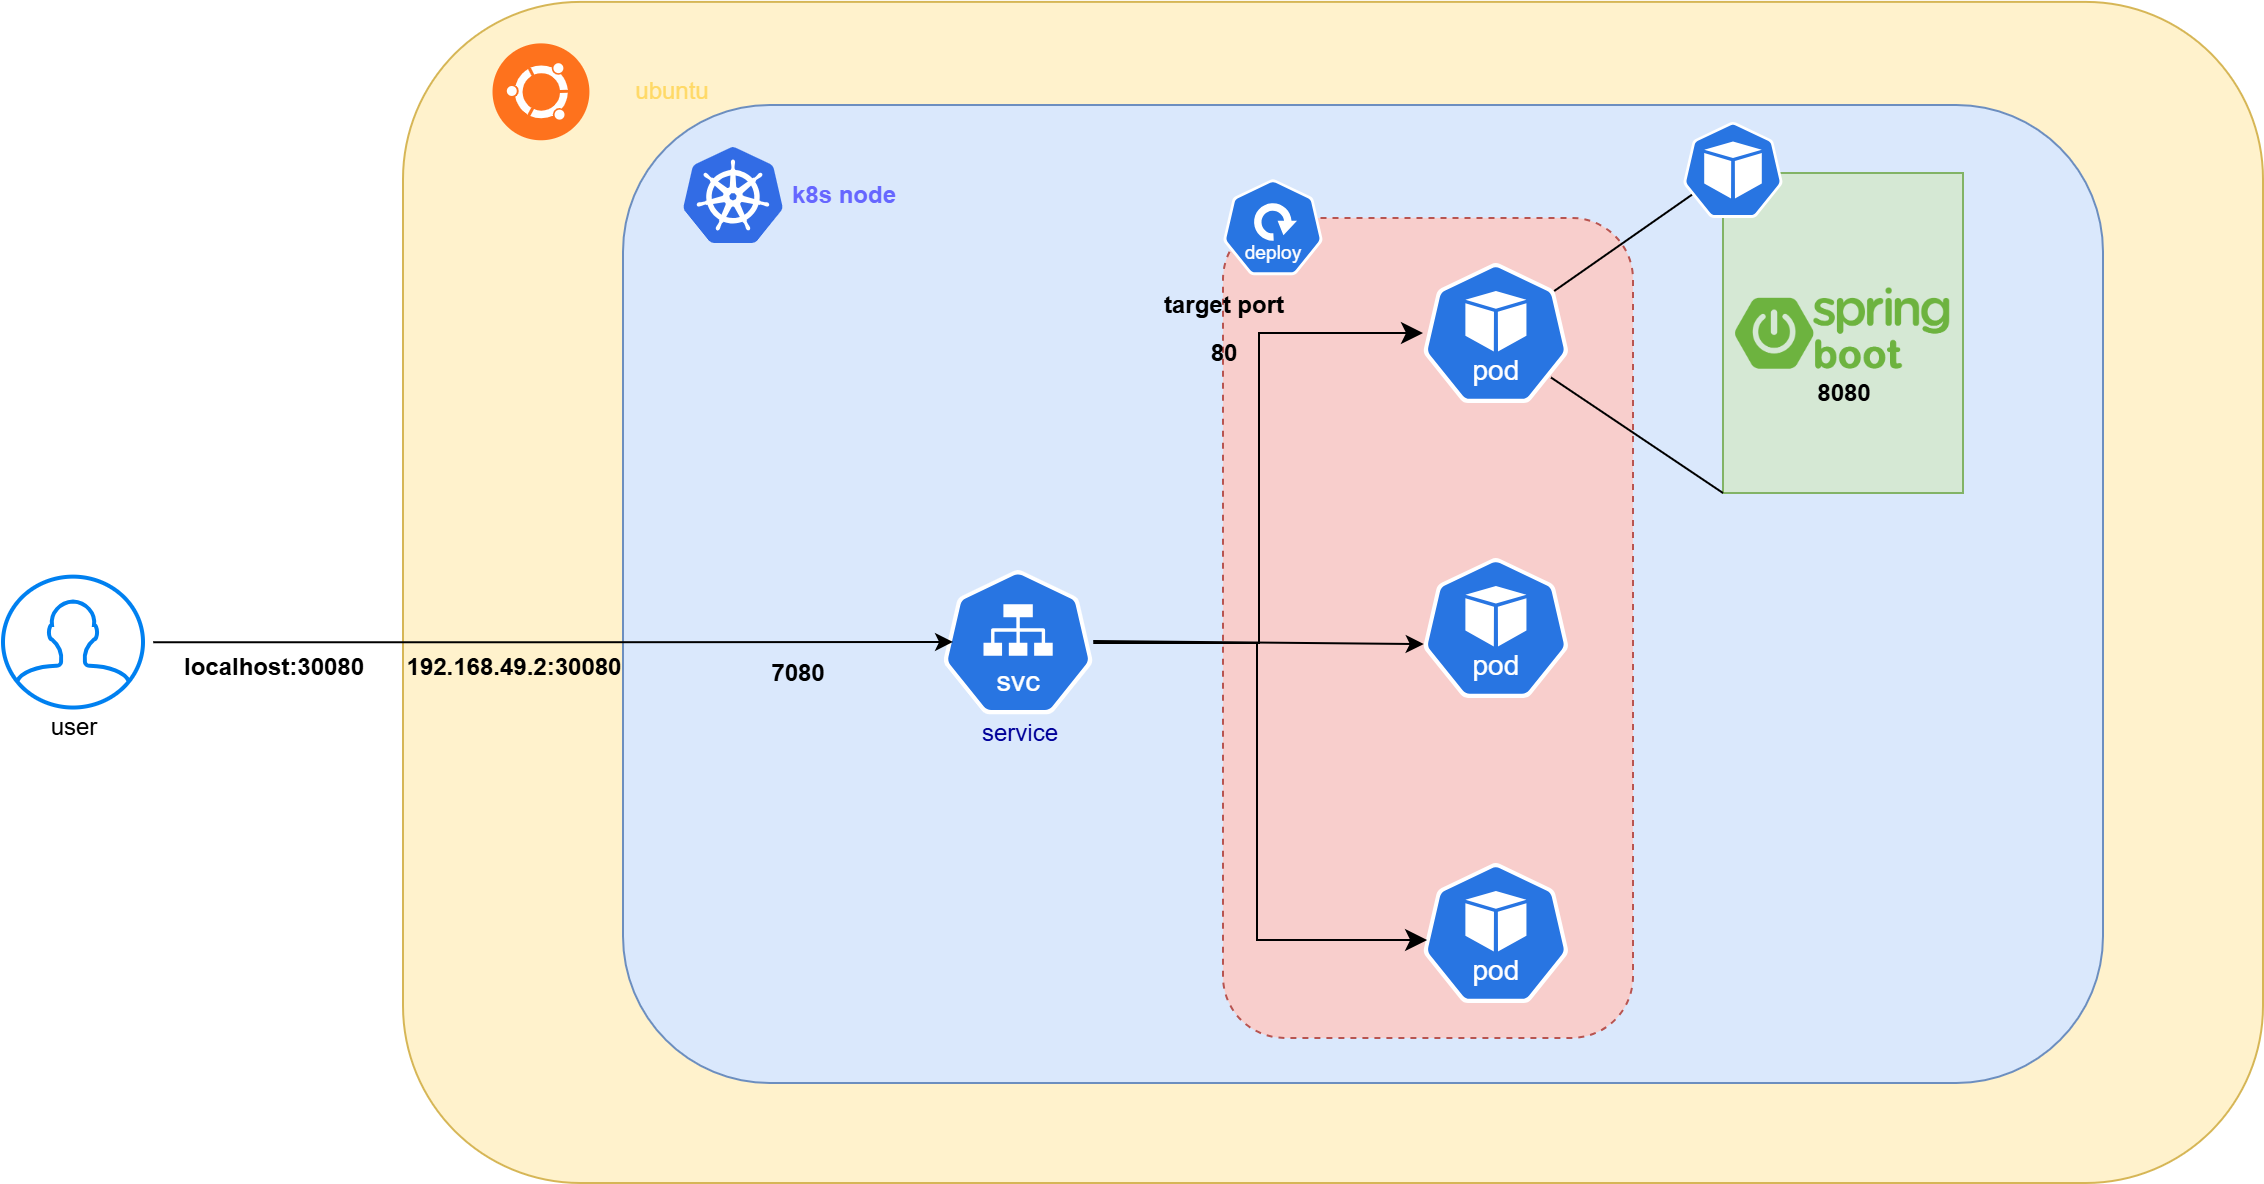 ubuntu
k8s node
deploy
target port
80
pod
spring
boot
8080
localhost:30080
192.168.49.2:30080
7080
svc
service
pod
user
pod